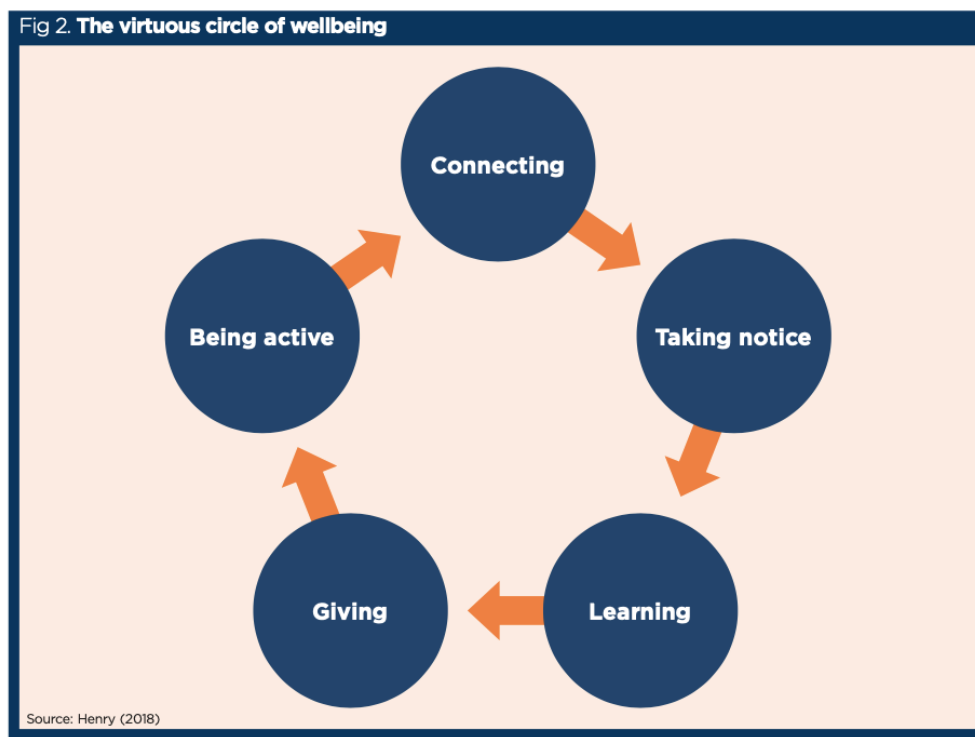 Fig 2. The virtuous circle of wellbeing
Connecting
Taking notice
Learning
Giving
Being active
Source: Henry (2018)